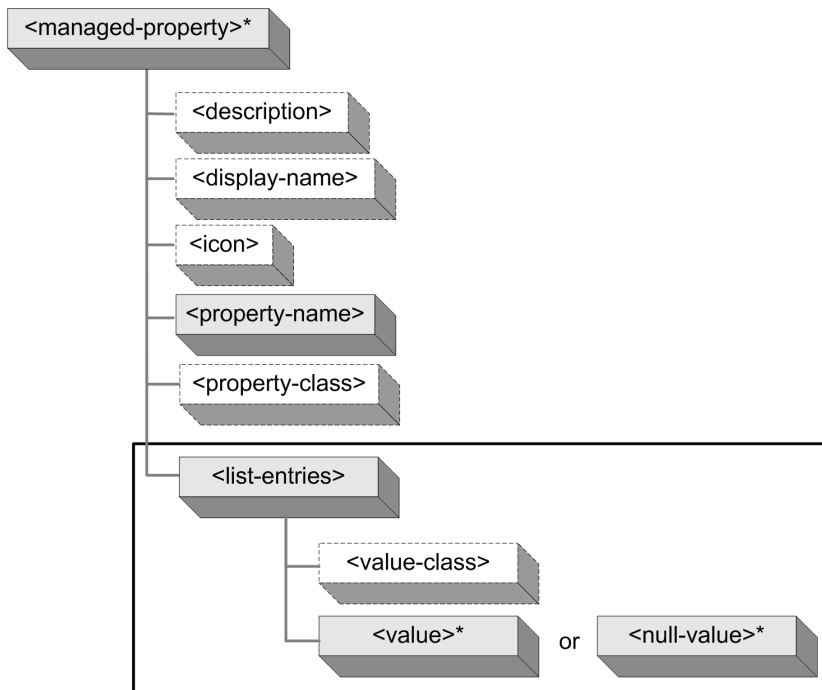 <managed-property>*
<description>
<display-name>
<icon>
<property-name>
<property-class>
<list-entries>
<value-class>
<value>* or <null-value>*